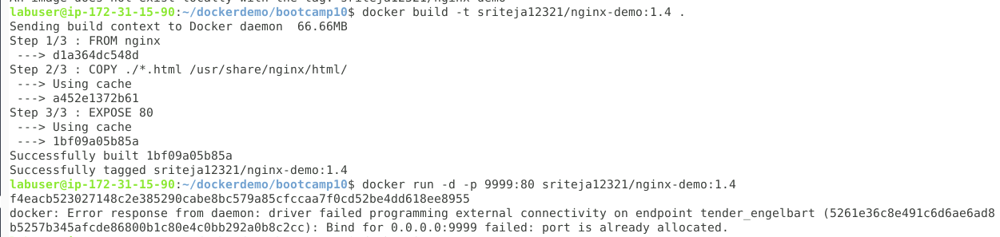 labuser@ip-172-31-15-90:~/dockerdemo/bootcamp10$ docker build -t sriteja12321/nginx-demo:1.4 .
Sending build context to Docker daemon  66.66MB
Step 1/3 : FROM nginx
 ---> d1a364dc548d
Step 2/3 : COPY ./*.html /usr/share/nginx/html/
 ---> Using cache
 ---> a452e1372b61
Step 3/3 : EXPOSE 80
 ---> Using cache
 ---> 1bf09a05b85a
Successfully built 1bf09a05b85a
Successfully tagged sriteja12321/nginx-demo:1.4
labuser@ip-172-31-15-90:~/dockerdemo/bootcamp10$ docker run -d -p 9999:80 sriteja12321/nginx-demo:1.4
f4eacb523027148c2e385290cabe8bc579a85cfccaa7f0cd52be4dd618ee8955
docker: Error response from daemon: driver failed programming external connectivity on endpoint tender_engelbart (5261e36c8e491c6d6ae6ad8
b5257b345afcde86800b1c80e4c0bb292a0b8c2cc): Bind for 0.0.0.0:9999 failed: port is already allocated.